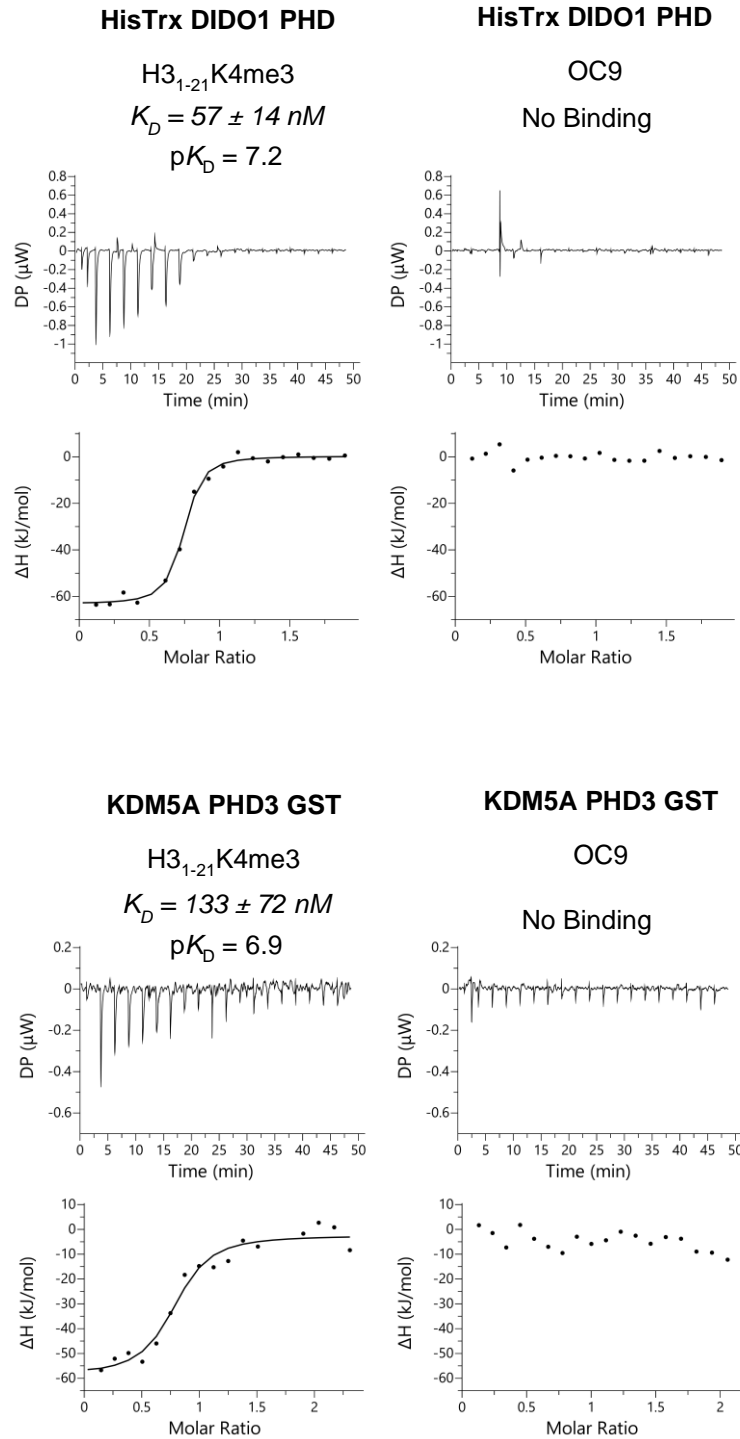 HisTrx DIDO1 PHD
H3₁₋₂₁K4me3
K_D = 57 ± 14 nM
pK_D = 7.2
0.8
0.6
0.4
0.2
0
-0.2
-0.4
-0.6
-0.8
-1
DP (µW)
0 5 10 15 20 25 30 35 40 45 50
Time (min)
0
-20
-40
-60
ΔH (kJ/mol)
0 0.5 1 1.5
Molar Ratio
HisTrx DIDO1 PHD
OC9
No Binding
0.8
0.6
0.4
0.2
0
-0.2
-0.4
-0.6
-0.8
-1
DP (µW)
0 5 10 15 20 25 30 35 40 45 50
Time (min)
0
-20
-40
-60
ΔH (kJ/mol)
0 0.5 1 1.5
Molar Ratio
KDM5A PHD3 GST
H3₁₋₂₁K4me3
K_D = 133 ± 72 nM
pK_D = 6.9
0.2
0
-0.2
-0.4
-0.6
DP (µW)
0 5 10 15 20 25 30 35 40 45 50
Time (min)
10
0
-10
-20
-30
-40
-50
-60
ΔH (kJ/mol)
0 0.5 1 1.5 2
Molar Ratio
KDM5A PHD3 GST
OC9
No Binding
0.2
0
-0.2
-0.4
-0.6
DP (µW)
0 5 10 15 20 25 30 35 40 45 50
Time (min)
10
0
-10
-20
-30
-40
-50
-60
ΔH (kJ/mol)
0 0.5 1 1.5 2
Molar Ratio